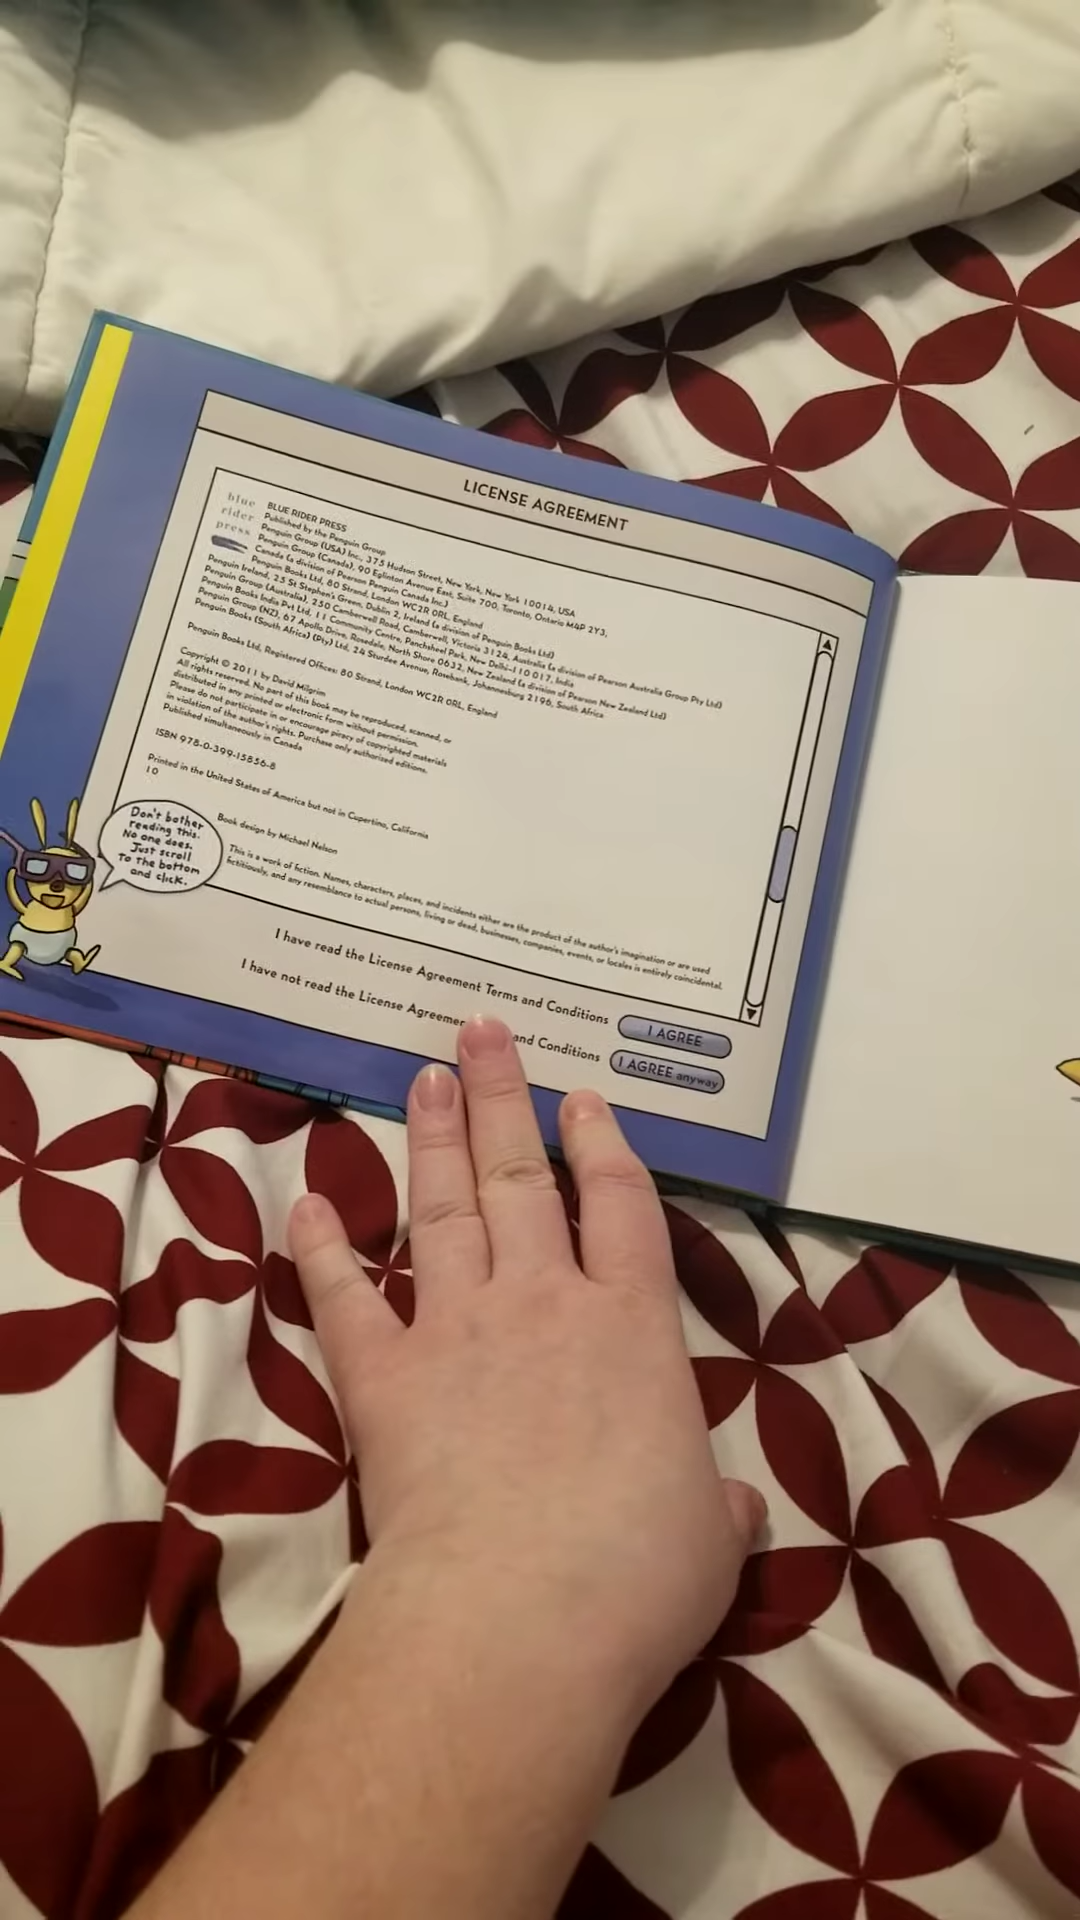 LICENSE AGREEMENT
blue
rider
press
BLUE RIDER PRESS
Published by the Penguin Group
Penguin Group (USA) Inc., 375 Hudson Street, New York, New York 10014, USA
Penguin Group (Canada), 90 Eglinton Avenue East, Suite 700, Toronto, Ontario M4P 2Y3,
Canada (a division of Pearson Penguin Canada Inc.)
Penguin Books Ltd, 80 Strand, London WC2R 0RL, England
Penguin Ireland, 25 St Stephen's Green, Dublin 2, Ireland (a division of Penguin Books Ltd)
Penguin Group (Australia), 250 Camberwell Road, Camberwell, Victoria 3124, Australia (a division of Pearson Australia Group Pty Ltd)
Penguin Books India Pvt Ltd, 11 Community Centre, Panchsheel Park, New Delhi–110 017, India
Penguin Group (NZ), 67 Apollo Drive, Rosedale, North Shore 0632, New Zealand (a division of Pearson New Zealand Ltd)
Penguin Books (South Africa) (Pty) Ltd, 24 Sturdee Avenue, Rosebank, Johannesburg 2196, South Africa
Penguin Books Ltd, Registered Offices: 80 Strand, London WC2R 0RL, England
Copyright © 2011 by David Milgrim
All rights reserved. No part of this book may be reproduced, scanned, or
distributed in any printed or electronic form without permission.
Please do not participate in or encourage piracy of copyrighted materials
in violation of the author's rights. Purchase only authorized editions.
Published simultaneously in Canada
ISBN 978-0-399-15856-8
Printed in the United States of America but not in Cupertino, California
10
Book design by Michael Nelson
This is a work of fiction. Names, characters, places, and incidents either are the product of the author's imagination or are used
fictitiously, and any resemblance to actual persons, living or dead, businesses, companies, events, or locales is entirely coincidental.
Don't bother
reading this.
No one does.
Just scroll
to the bottom
and click.
I have read the License Agreement Terms and Conditions
I AGREE
I have not read the License Agreemen and Conditions
I AGREE anyway